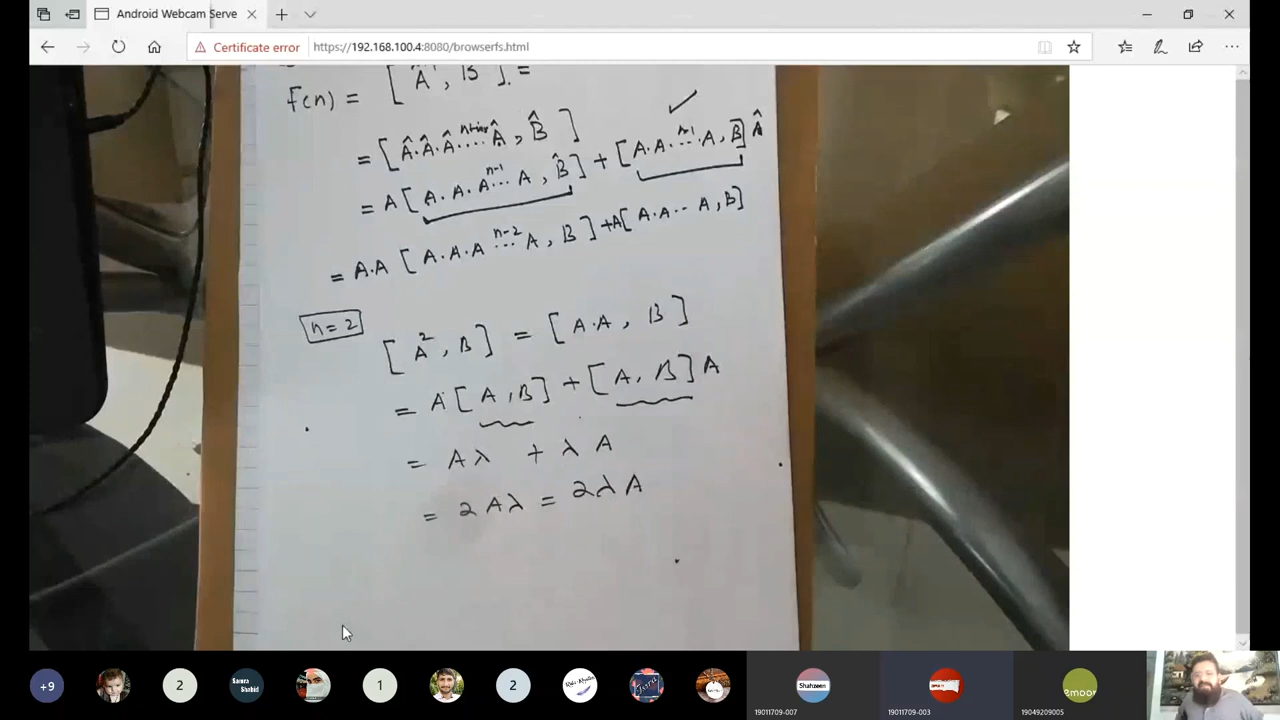 Android Webcam Serve
Certificate error https://192.168.100.4:8080/browserfs.html
F(n) = [ A , B ] =
= [ Â.Â.Â....Â , B̂ ]
= A[ A.A.A ⁿ⁻¹... A , B̂ ] + [ A.A. ⁿ⁻¹... A , B ] Â
= A.A [ A.A.A ⁿ⁻²... A , B ] + A[ A.A... A , B ]
n=2
[ A² , B ] = [ A.A , B ]
= A[ A , B ] + [ A , B ] A
= Aλ + λA
= 2Aλ = 2λA
+9
2
Samra Shahid
1
2
Shahzeen
19011709-007
19011709-003
19049209005